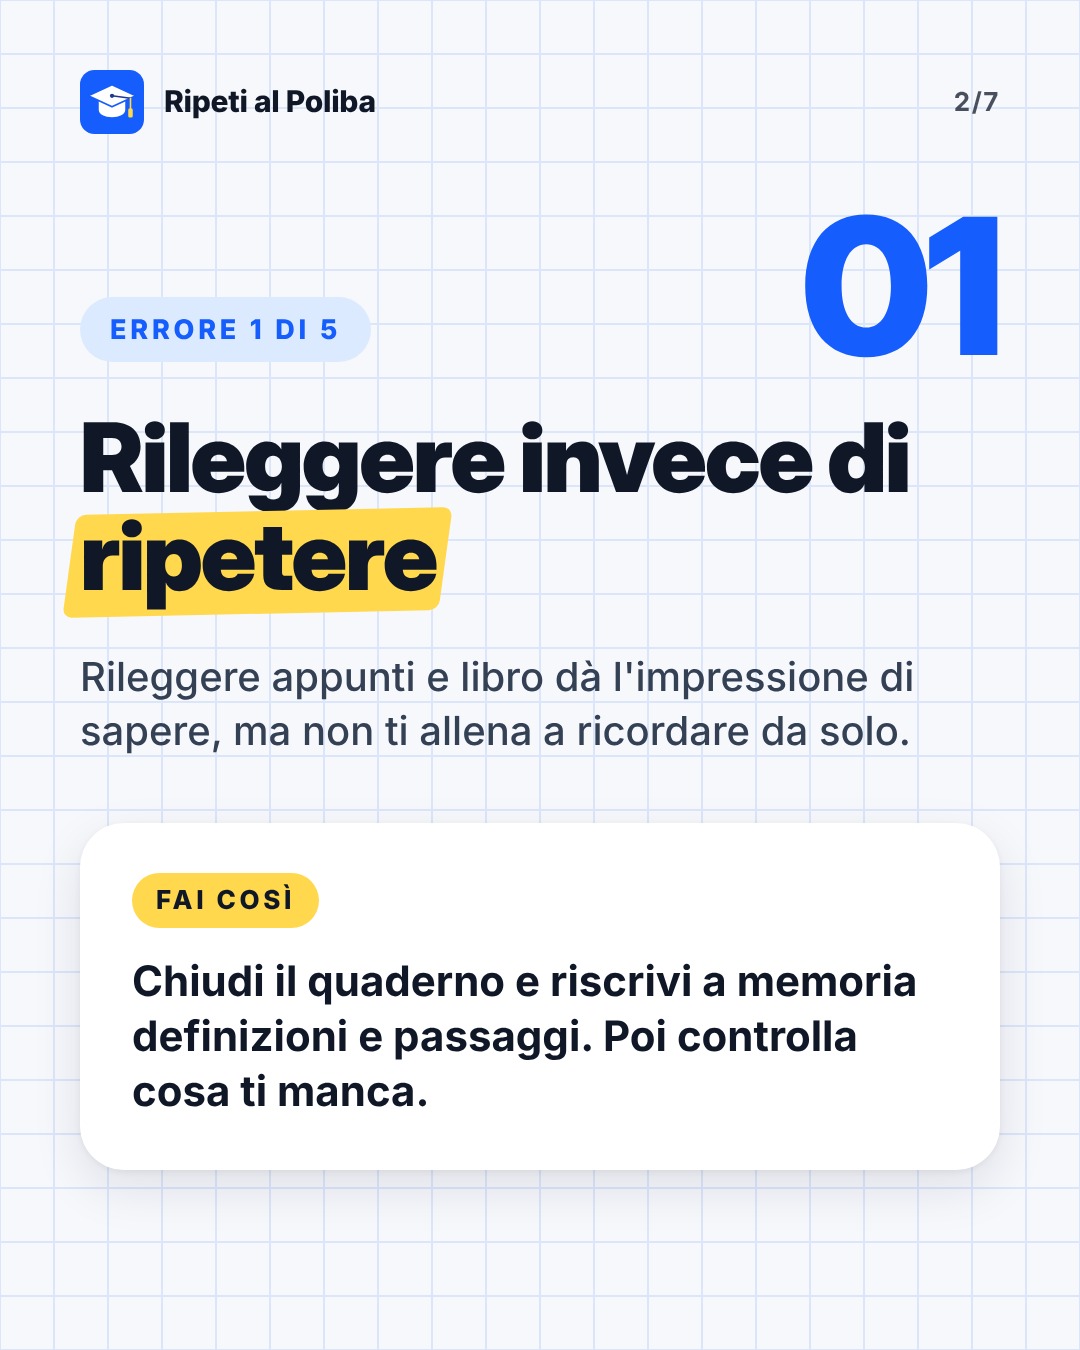 Ripeti al Poliba
2/7
01
ERRORE 1 DI 5
Rileggere invece di
ripetere
Rileggere appunti e libro dà l'impressione di
sapere, ma non ti allena a ricordare da solo.
FAI COSÌ
Chiudi il quaderno e riscrivi a memoria
definizioni e passaggi. Poi controlla
cosa ti manca.